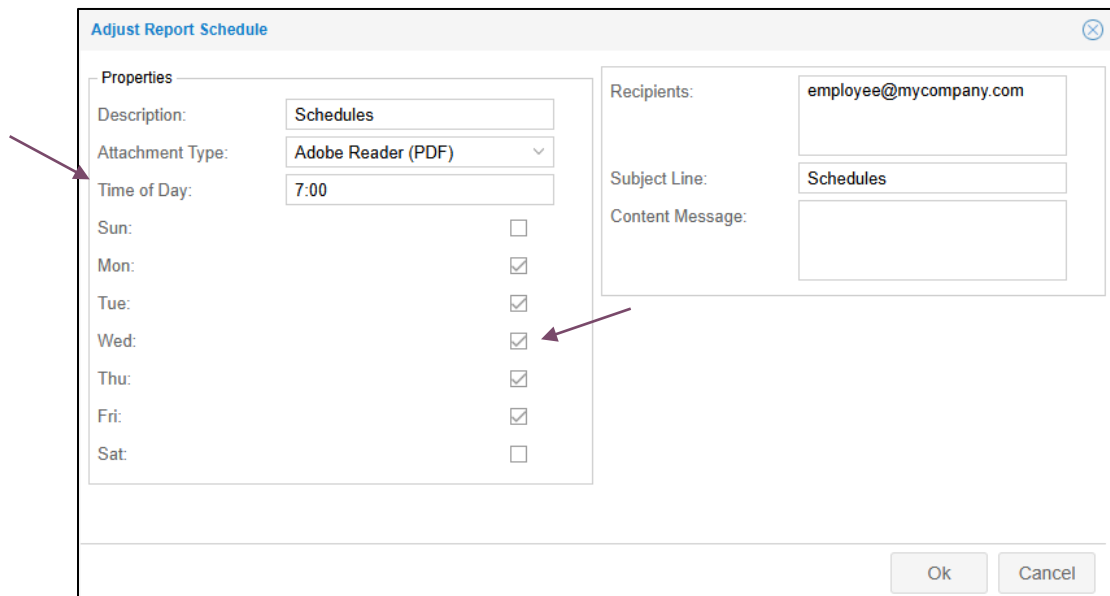 Adjust Report Schedule
Properties
Description: Schedules
Attachment Type: Adobe Reader (PDF)
Time of Day: 7:00
Sun:
Mon:
Tue:
Wed:
Thu:
Fri:
Sat:
Recipients: employee@mycompany.com
Subject Line: Schedules
Content Message:
Ok Cancel